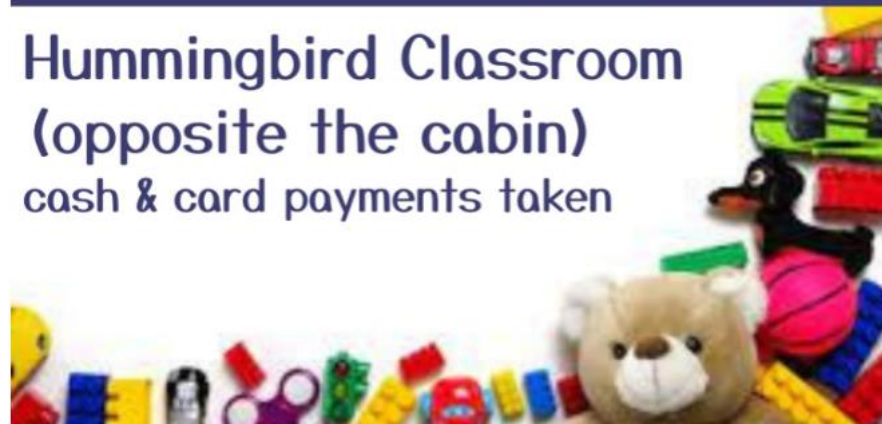 Hummingbird Classroom
(opposite the cabin)
cash & card payments taken